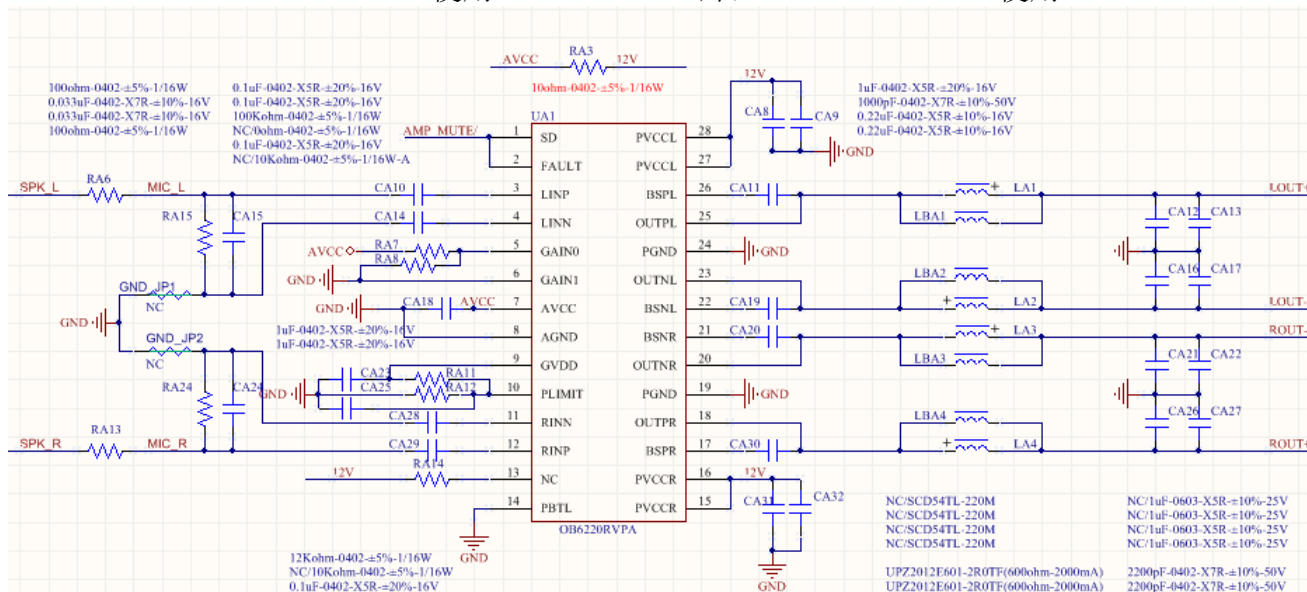 AVCC RA3 12V
10ohm-0402-±5%-1/16W
100ohm-0402-±5%-1/16W
0.033uF-0402-X7R-±10%-16V
0.033uF-0402-X7R-±10%-16V
100ohm-0402-±5%-1/16W
0.1uF-0402-X5R-±20%-16V
0.1uF-0402-X5R-±20%-16V
100Kohm-0402-±5%-1/16W
NC/0ohm-0402-±5%-1/16W
0.1uF-0402-X5R-±20%-16V
NC/10Kohm-0402-±5%-1/16W-A
12V
CA8 CA9
GND
1uF-0402-X5R-±20%-16V
1000pF-0402-X7R-±10%-50V
0.22uF-0402-X5R-±10%-16V
0.22uF-0402-X5R-±10%-16V
UA1
AMP_MUTE/ 1 SD PVCCL 28
2 FAULT PVCCL 27
SPK_L RA6 MIC_L CA10 3 LINP BSPL 26 CA11 LA1 LOUT+
RA15 CA15 CA14 4 LINN OUTPL 25 LBA1 CA12 CA13
AVCC RA7 5 GAIN0 PGND 24 GND
RA8
GND 6 GAIN1 OUTNL 23 LBA2 CA16 CA17
GND_JP1
NC
GND CA18 AVCC 7 AVCC BSNL 22 CA19 LA2 LOUT-
GND
1uF-0402-X5R-±20%-16V
1uF-0402-X5R-±20%-16V
8 AGND BSNR 21 CA20 LA3 ROUT-
GND_JP2
NC
9 GVDD OUTNR 20 LBA3 CA21 CA22
CA23 RA11
RA24 CA24 GND CA25 RA12 10 PLIMIT PGND 19 GND
CA28 11 RINN OUTPR 18 LBA4 CA26 CA27
SPK_R RA13 MIC_R CA29 12 RINP BSPR 17 CA30 LA4 ROUT+
12V RA14 13 NC PVCCR 16 12V
14 PBTL PVCCR 15 CA31 CA32
OB6220RVPA
GND
GND
12Kohm-0402-±5%-1/16W
NC/10Kohm-0402-±5%-1/16W
0.1uF-0402-X5R-±20%-16V
NC/SCD54TL-220M
NC/SCD54TL-220M
NC/SCD54TL-220M
NC/SCD54TL-220M
UPZ2012E601-2R0TF(600ohm-2000mA)
UPZ2012E601-2R0TF(600ohm-2000mA)
NC/1uF-0603-X5R-±10%-25V
NC/1uF-0603-X5R-±10%-25V
NC/1uF-0603-X5R-±10%-25V
NC/1uF-0603-X5R-±10%-25V
2200pF-0402-X7R-±10%-50V
2200pF-0402-X7R-±10%-50V